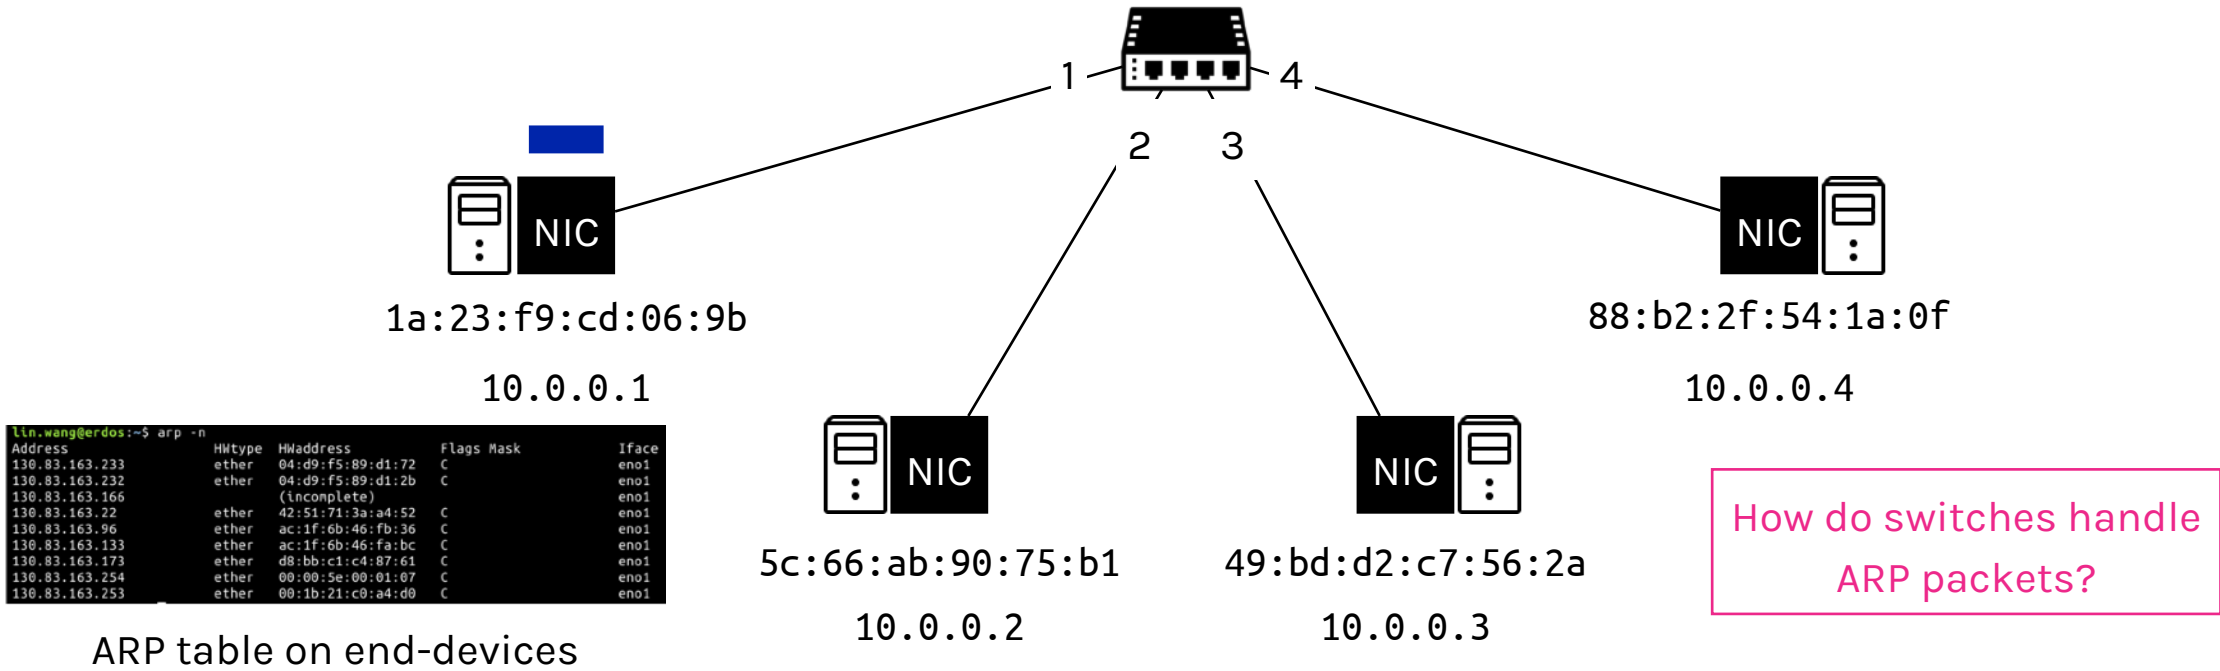 1
4
2
3
NIC
NIC
1a:23:f9:cd:06:9b
88:b2:2f:54:1a:0f
10.0.0.1
10.0.0.4
lin.wang@erdos:~$ arp -n
Address HWtype HWaddress Flags Mask Iface
130.83.163.233 ether 04:d9:f5:89:d1:72 C eno1
130.83.163.232 ether 04:d9:f5:89:d1:2b C eno1
130.83.163.166 (incomplete) eno1
130.83.163.22 ether 42:51:71:3a:a4:52 C eno1
130.83.163.96 ether ac:1f:6b:46:fb:36 C eno1
130.83.163.133 ether ac:1f:6b:46:fa:bc C eno1
130.83.163.173 ether d8:bb:c1:c4:87:61 C eno1
130.83.163.254 ether 00:00:5e:00:01:07 C eno1
130.83.163.253 ether 00:1b:21:c0:a4:d0 C eno1
ARP table on end-devices
NIC
NIC
5c:66:ab:90:75:b1
49:bd:d2:c7:56:2a
10.0.0.2
10.0.0.3
How do switches handle
ARP packets?